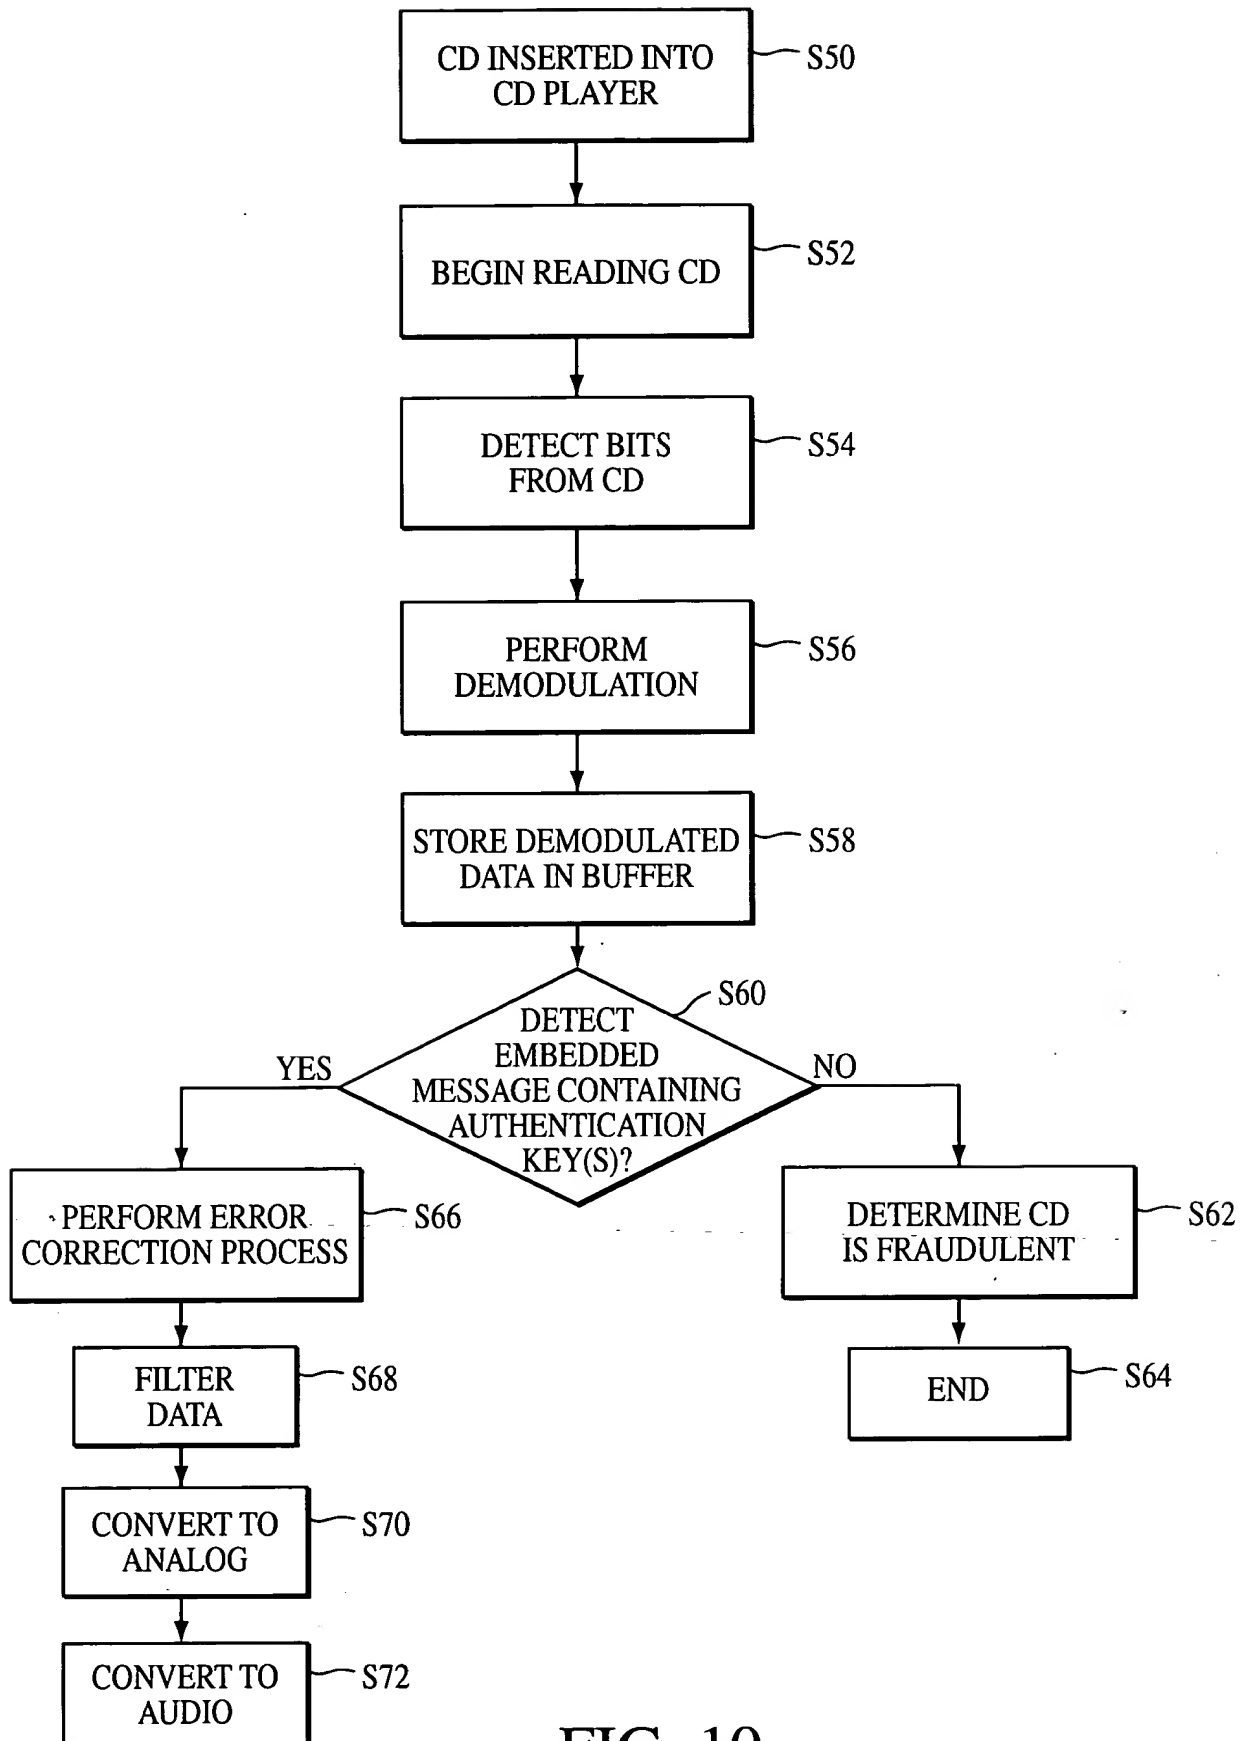 CD INSERTED INTO
CD PLAYER
S50
BEGIN READING CD
S52
DETECT BITS
FROM CD
S54
PERFORM
DEMODULATION
S56
STORE DEMODULATED
DATA IN BUFFER
S58
S60
DETECT
EMBEDDED
MESSAGE CONTAINING
AUTHENTICATION
KEY(S)?
YES
NO
PERFORM ERROR
CORRECTION PROCESS
S66
DETERMINE CD
IS FRAUDULENT
S62
FILTER
DATA
S68
END
S64
CONVERT TO
ANALOG
S70
CONVERT TO
AUDIO
S72
FIG. 10